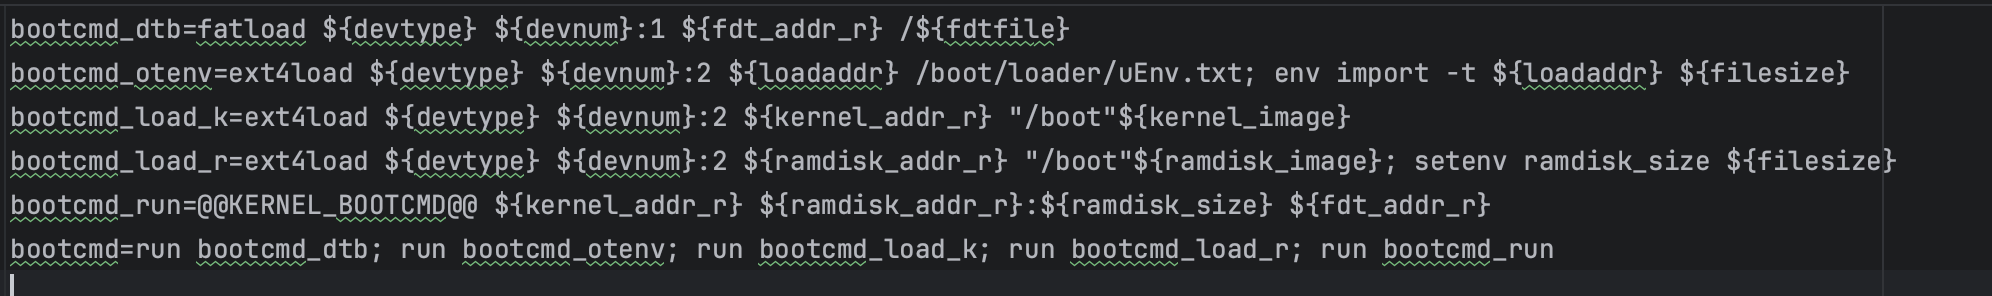 bootcmd_dtb=fatload ${devtype} ${devnum}:1 ${fdt_addr_r} /${fdtfile}
bootcmd_otenv=ext4load ${devtype} ${devnum}:2 ${loadaddr} /boot/loader/uEnv.txt; env import -t ${loadaddr} ${filesize}
bootcmd_load_k=ext4load ${devtype} ${devnum}:2 ${kernel_addr_r} "/boot"${kernel_image}
bootcmd_load_r=ext4load ${devtype} ${devnum}:2 ${ramdisk_addr_r} "/boot"${ramdisk_image}; setenv ramdisk_size ${filesize}
bootcmd_run=@@KERNEL_BOOTCMD@@ ${kernel_addr_r} ${ramdisk_addr_r}:${ramdisk_size} ${fdt_addr_r}
bootcmd=run bootcmd_dtb; run bootcmd_otenv; run bootcmd_load_k; run bootcmd_load_r; run bootcmd_run